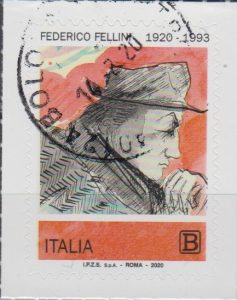 FEDERICO FELLINI 1920 - 1993
ITALIA B
I.P.Z.S. S.p.A. - ROMA - 2020